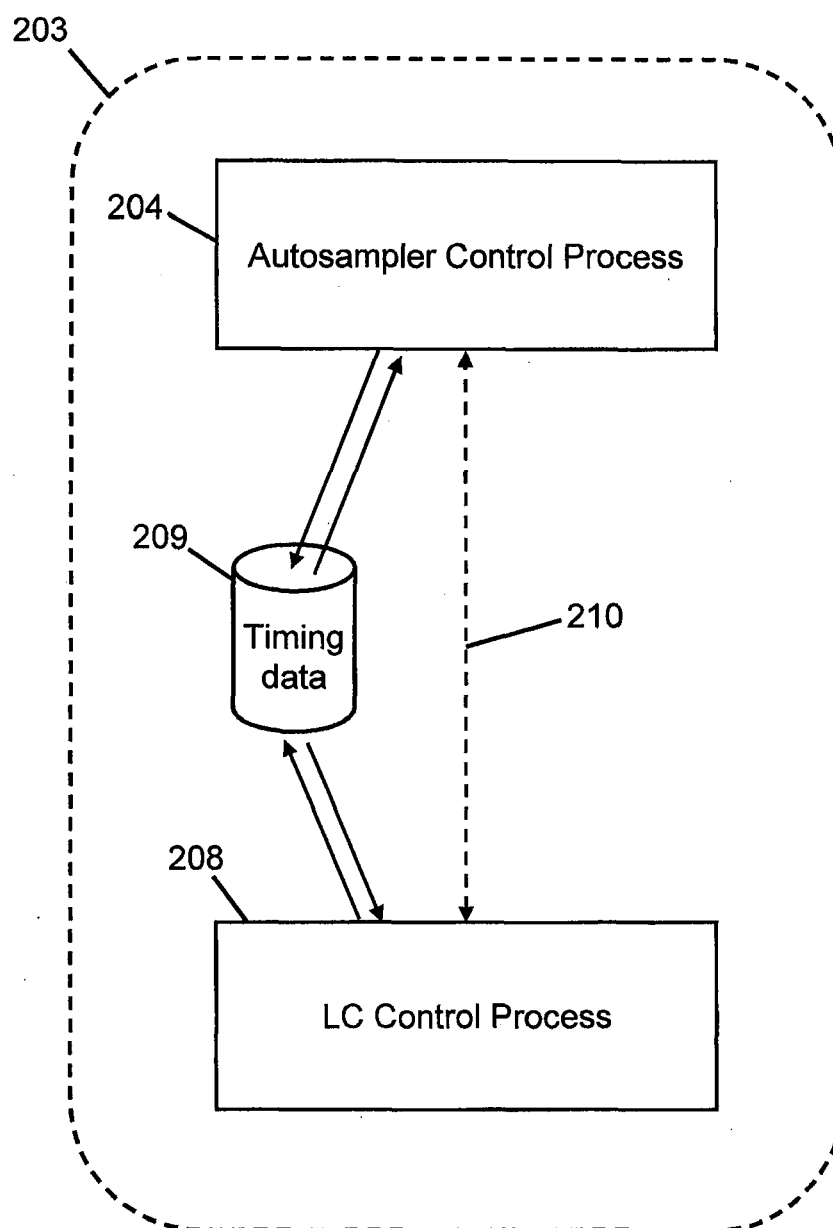 203
204
Autosampler Control Process
209
Timing
data
210
208
LC Control Process